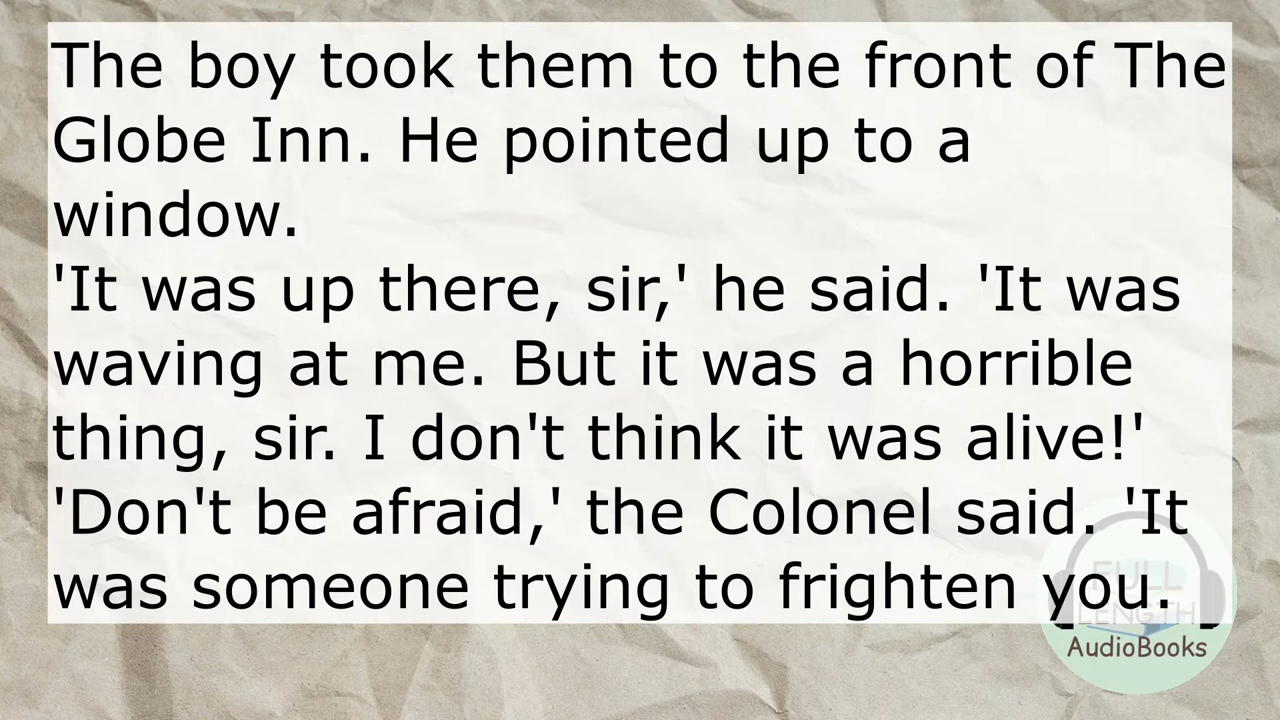 The boy took them to the front of The
Globe Inn. He pointed up to a
window.
'It was up there, sir,' he said. 'It was
waving at me. But it was a horrible
thing, sir. I don't think it was alive!'
'Don't be afraid,' the Colonel said. 'It
was someone trying to frighten you.
FULL
LENGTH
AudioBooks